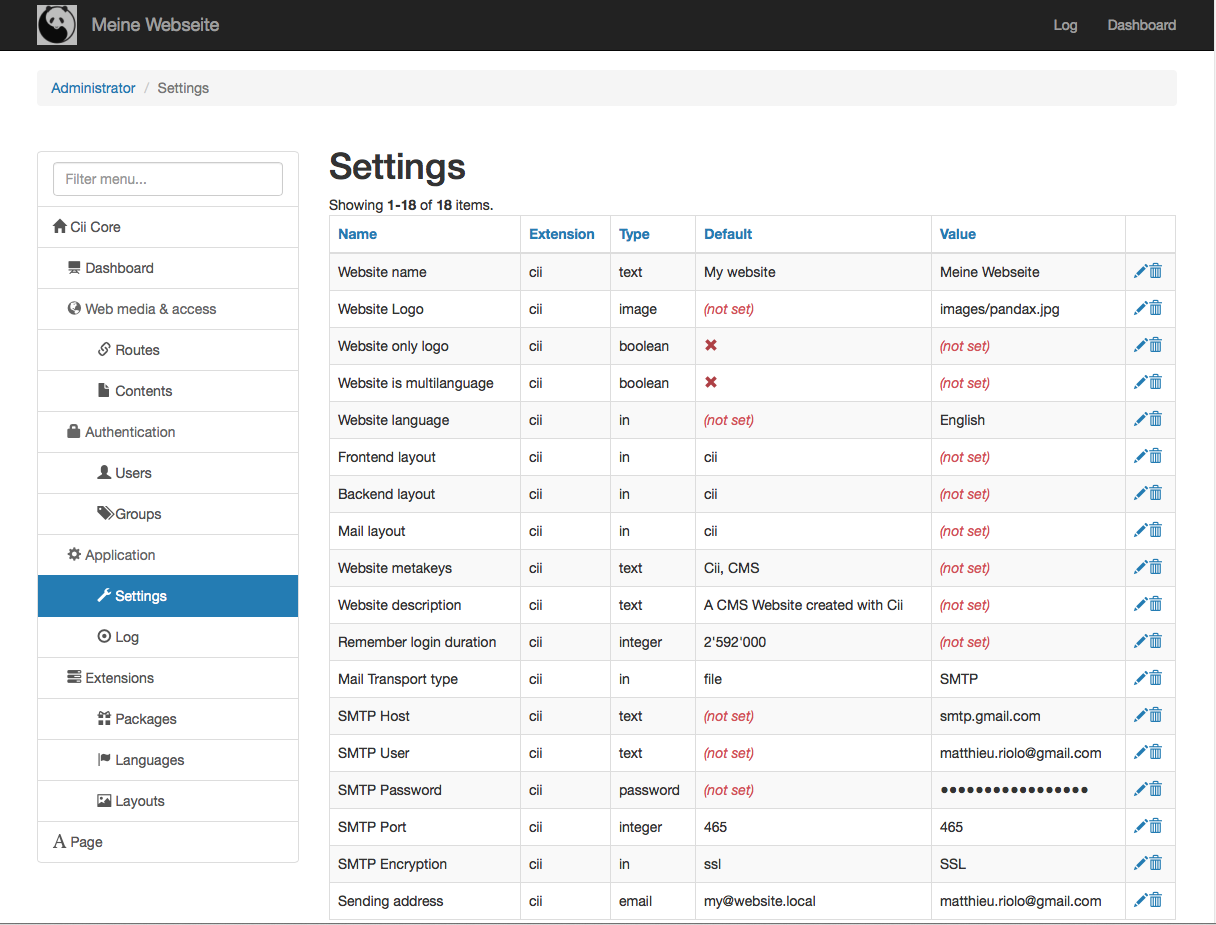 Meine Webseite Log Dashboard
Administrator / Settings
Filter menu...
Cii Core
Dashboard
Web media & access
Routes
Contents
Authentication
Users
Groups
Application
Settings
Log
Extensions
Packages
Languages
Layouts
Page
Settings
Showing 1-18 of 18 items.
Name Extension Type Default Value
Website name cii text My website Meine Webseite
Website Logo cii image (not set) images/pandax.jpg
Website only logo cii boolean ✖ (not set)
Website is multilanguage cii boolean ✖ (not set)
Website language cii in (not set) English
Frontend layout cii in cii (not set)
Backend layout cii in cii (not set)
Mail layout cii in cii (not set)
Website metakeys cii text Cii, CMS (not set)
Website description cii text A CMS Website created with Cii (not set)
Remember login duration cii integer 2'592'000 (not set)
Mail Transport type cii in file SMTP
SMTP Host cii text (not set) smtp.gmail.com
SMTP User cii text (not set) matthieu.riolo@gmail.com
SMTP Password cii password (not set) ●●●●●●●●●●●●●●●●●
SMTP Port cii integer 465 465
SMTP Encryption cii in ssl SSL
Sending address cii email my@website.local matthieu.riolo@gmail.com